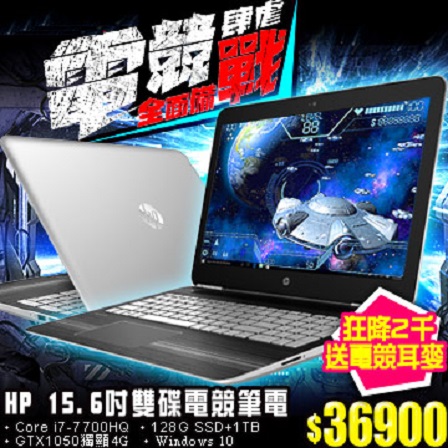 肆虐
電競戰
全面開
狂降2千
送電競耳麥
HP 15.6吋雙碟電競筆電
·Core i7-7700HQ ·128G SSD+1TB
·GTX1050獨顯4G ·Windows 10
$36900